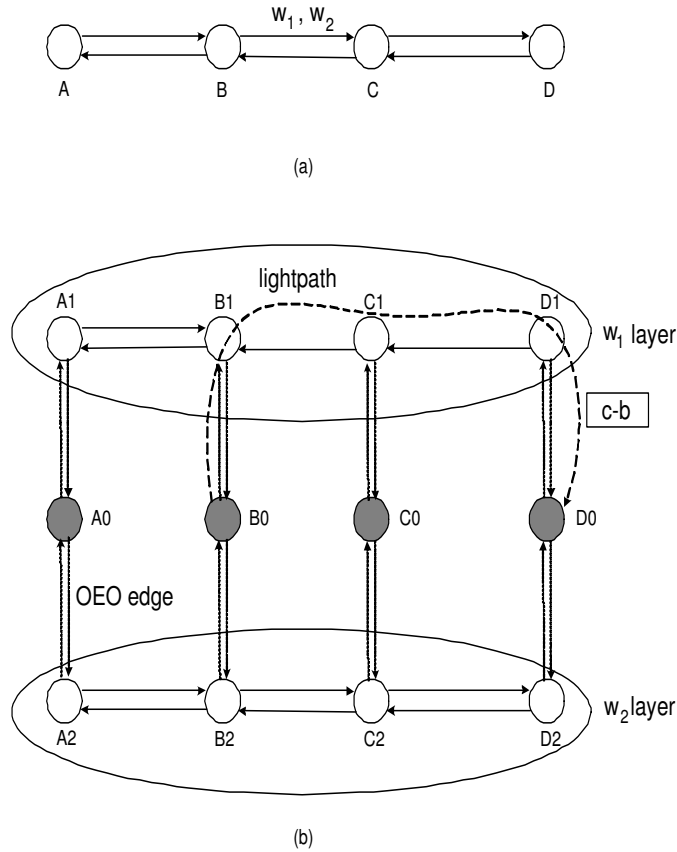 w₁ , w₂
A B C D
(a)
lightpath
A1 B1 C1 D1
w₁ layer
c-b
A0 B0 C0 D0
OEO edge
w₂ layer
A2 B2 C2 D2
(b)